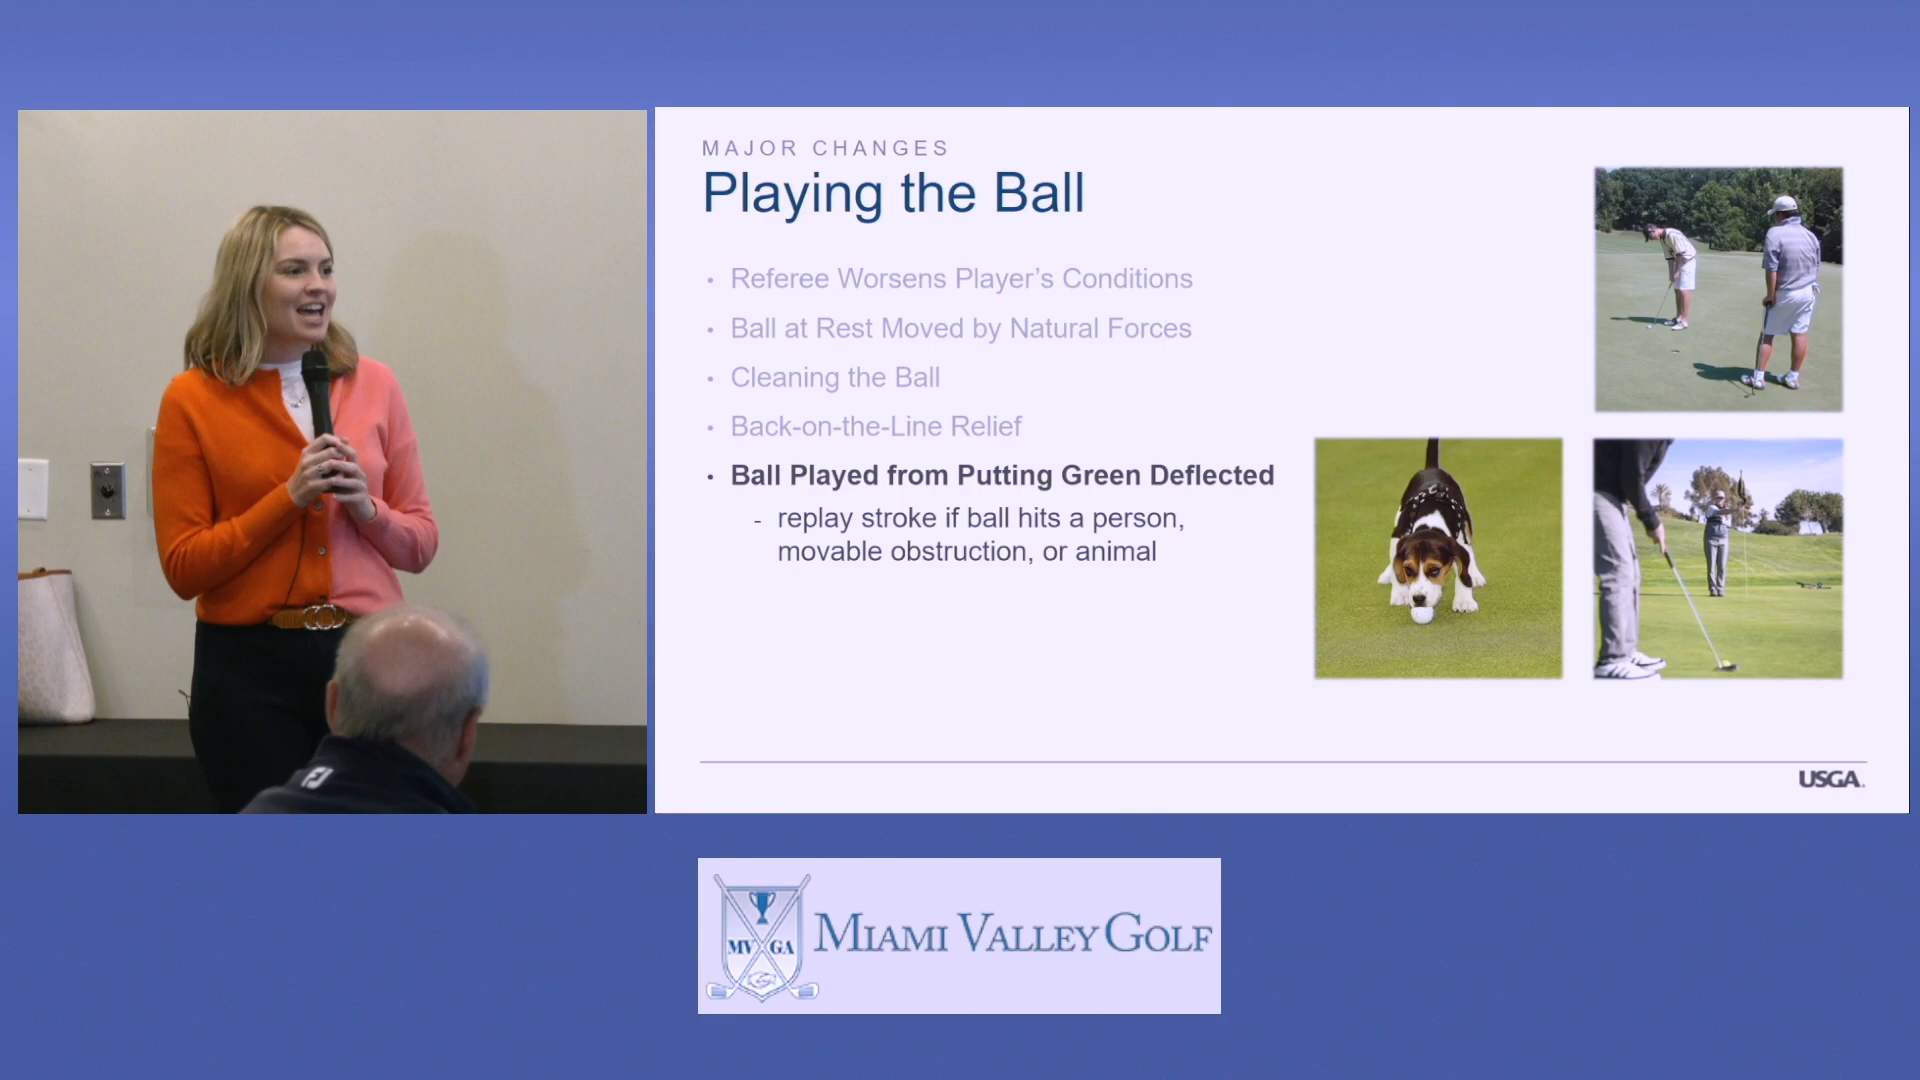 MAJOR CHANGES
Playing the Ball
• Referee Worsens Player’s Conditions
• Ball at Rest Moved by Natural Forces
• Cleaning the Ball
• Back-on-the-Line Relief
• Ball Played from Putting Green Deflected
- replay stroke if ball hits a person,
movable obstruction, or animal
USGA.
FJ
MV GA
MIAMI VALLEY GOLF